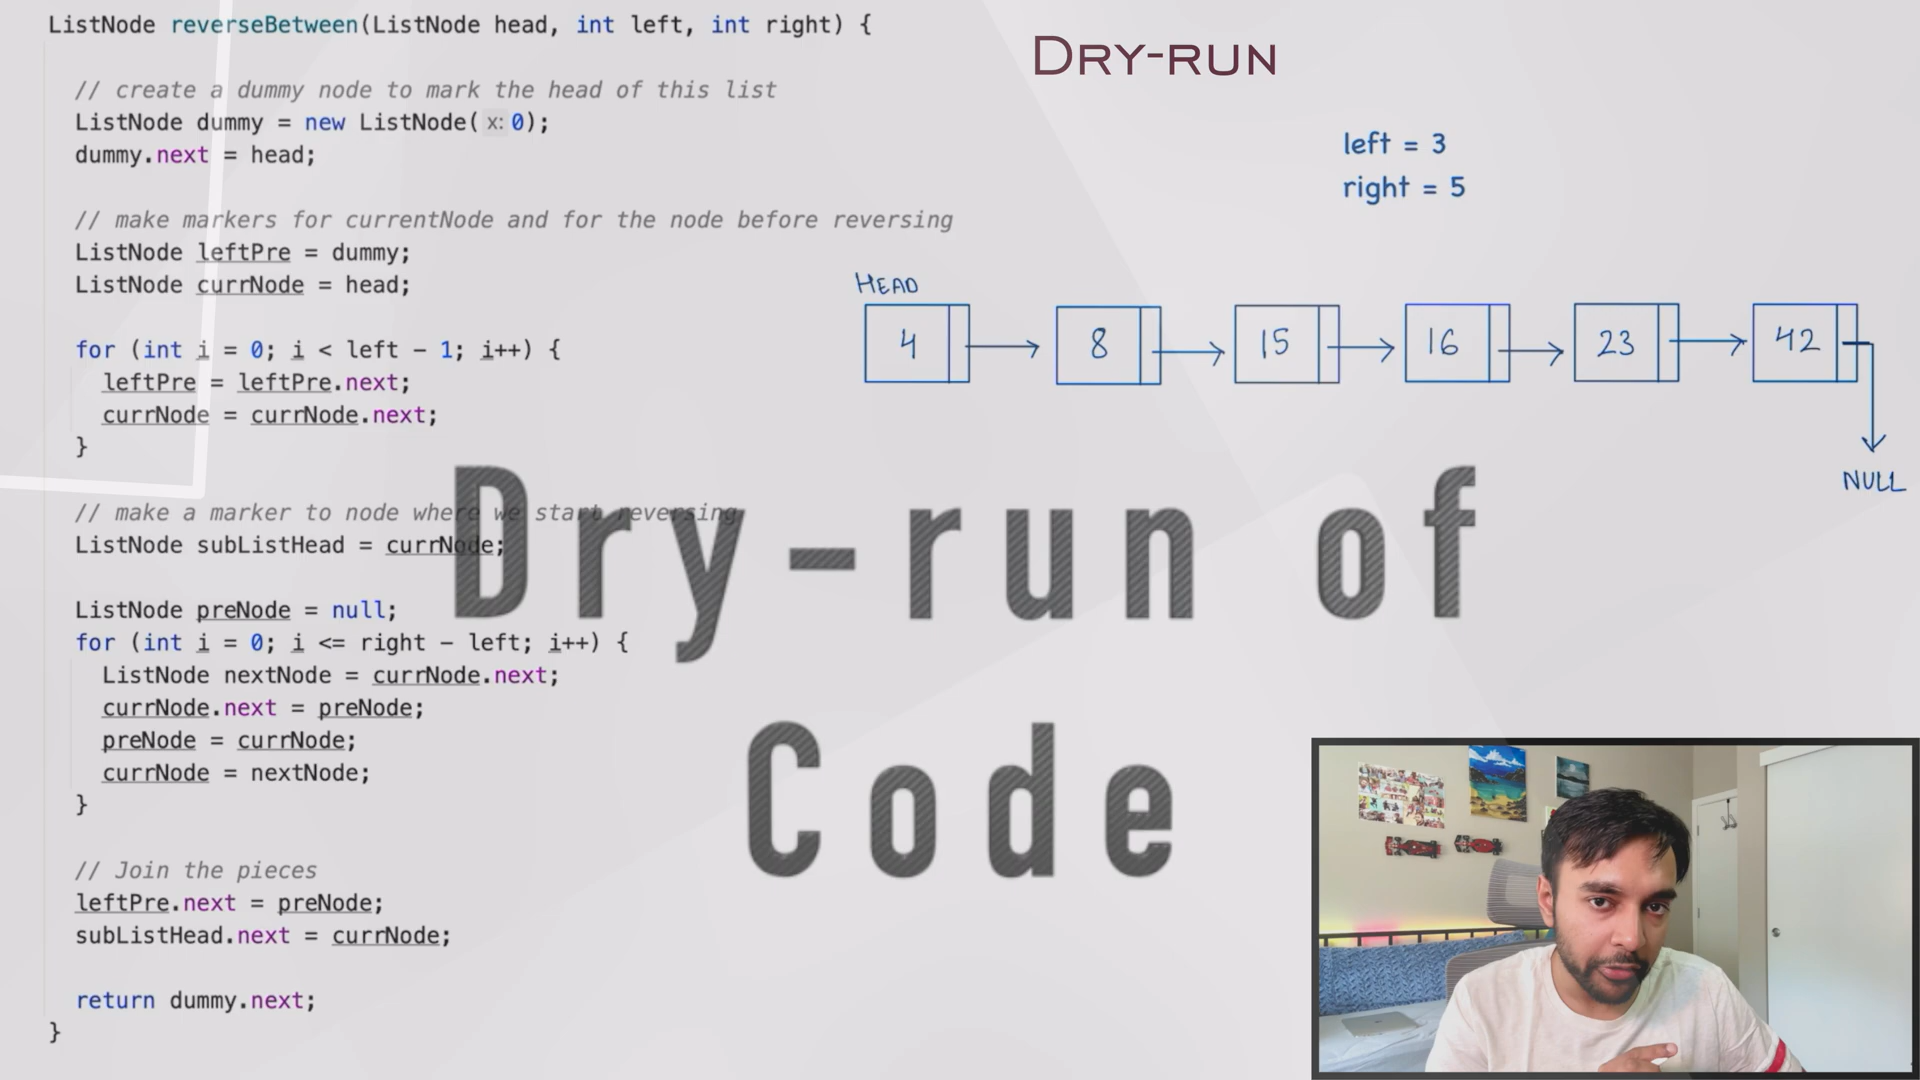 ListNode reverseBetween(ListNode head, int left, int right) {
// create a dummy node to mark the head of this list
ListNode dummy = new ListNode( x: 0);
dummy.next = head;
// make markers for currentNode and for the node before reversing
ListNode leftPre = dummy;
ListNode currNode = head;
for (int i = 0; i < left - 1; i++) {
leftPre = leftPre.next;
currNode = currNode.next;
}
// make a marker to node where we start reversing
ListNode subListHead = currNode;
ListNode preNode = null;
for (int i = 0; i <= right - left; i++) {
ListNode nextNode = currNode.next;
currNode.next = preNode;
preNode = currNode;
currNode = nextNode;
}
// Join the pieces
leftPre.next = preNode;
subListHead.next = currNode;
return dummy.next;
}
DRY-RUN
left = 3
right = 5
HEAD
4 8 15 16 23 42
NULL
Dry-run of
Code